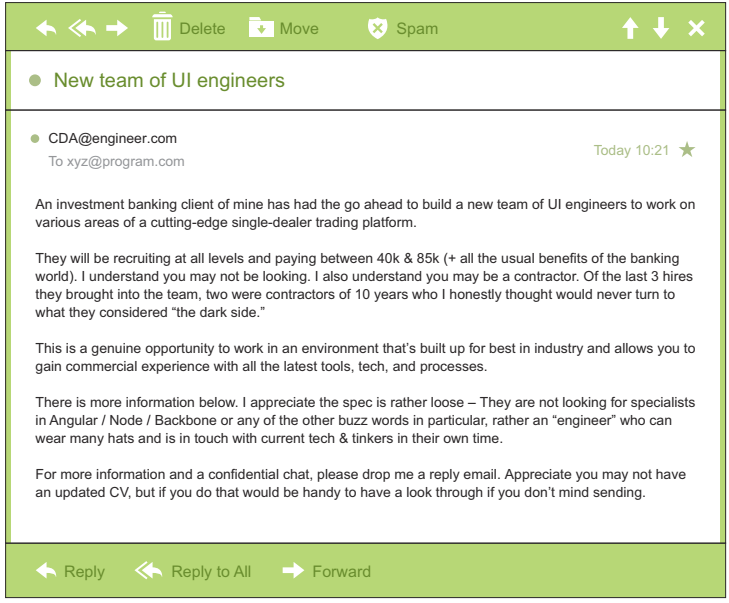 Delete Move Spam
New team of UI engineers
CDA@engineer.com
To xyz@program.com
Today 10:21
An investment banking client of mine has had the go ahead to build a new team of UI engineers to work on
various areas of a cutting-edge single-dealer trading platform.
They will be recruiting at all levels and paying between 40k & 85k (+ all the usual benefits of the banking
world). I understand you may not be looking. I also understand you may be a contractor. Of the last 3 hires
they brought into the team, two were contractors of 10 years who I honestly thought would never turn to
what they considered “the dark side.”
This is a genuine opportunity to work in an environment that’s built up for best in industry and allows you to
gain commercial experience with all the latest tools, tech, and processes.
There is more information below. I appreciate the spec is rather loose – They are not looking for specialists
in Angular / Node / Backbone or any of the other buzz words in particular, rather an “engineer” who can
wear many hats and is in touch with current tech & tinkers in their own time.
For more information and a confidential chat, please drop me a reply email. Appreciate you may not have
an updated CV, but if you do that would be handy to have a look through if you don’t mind sending.
Reply Reply to All Forward